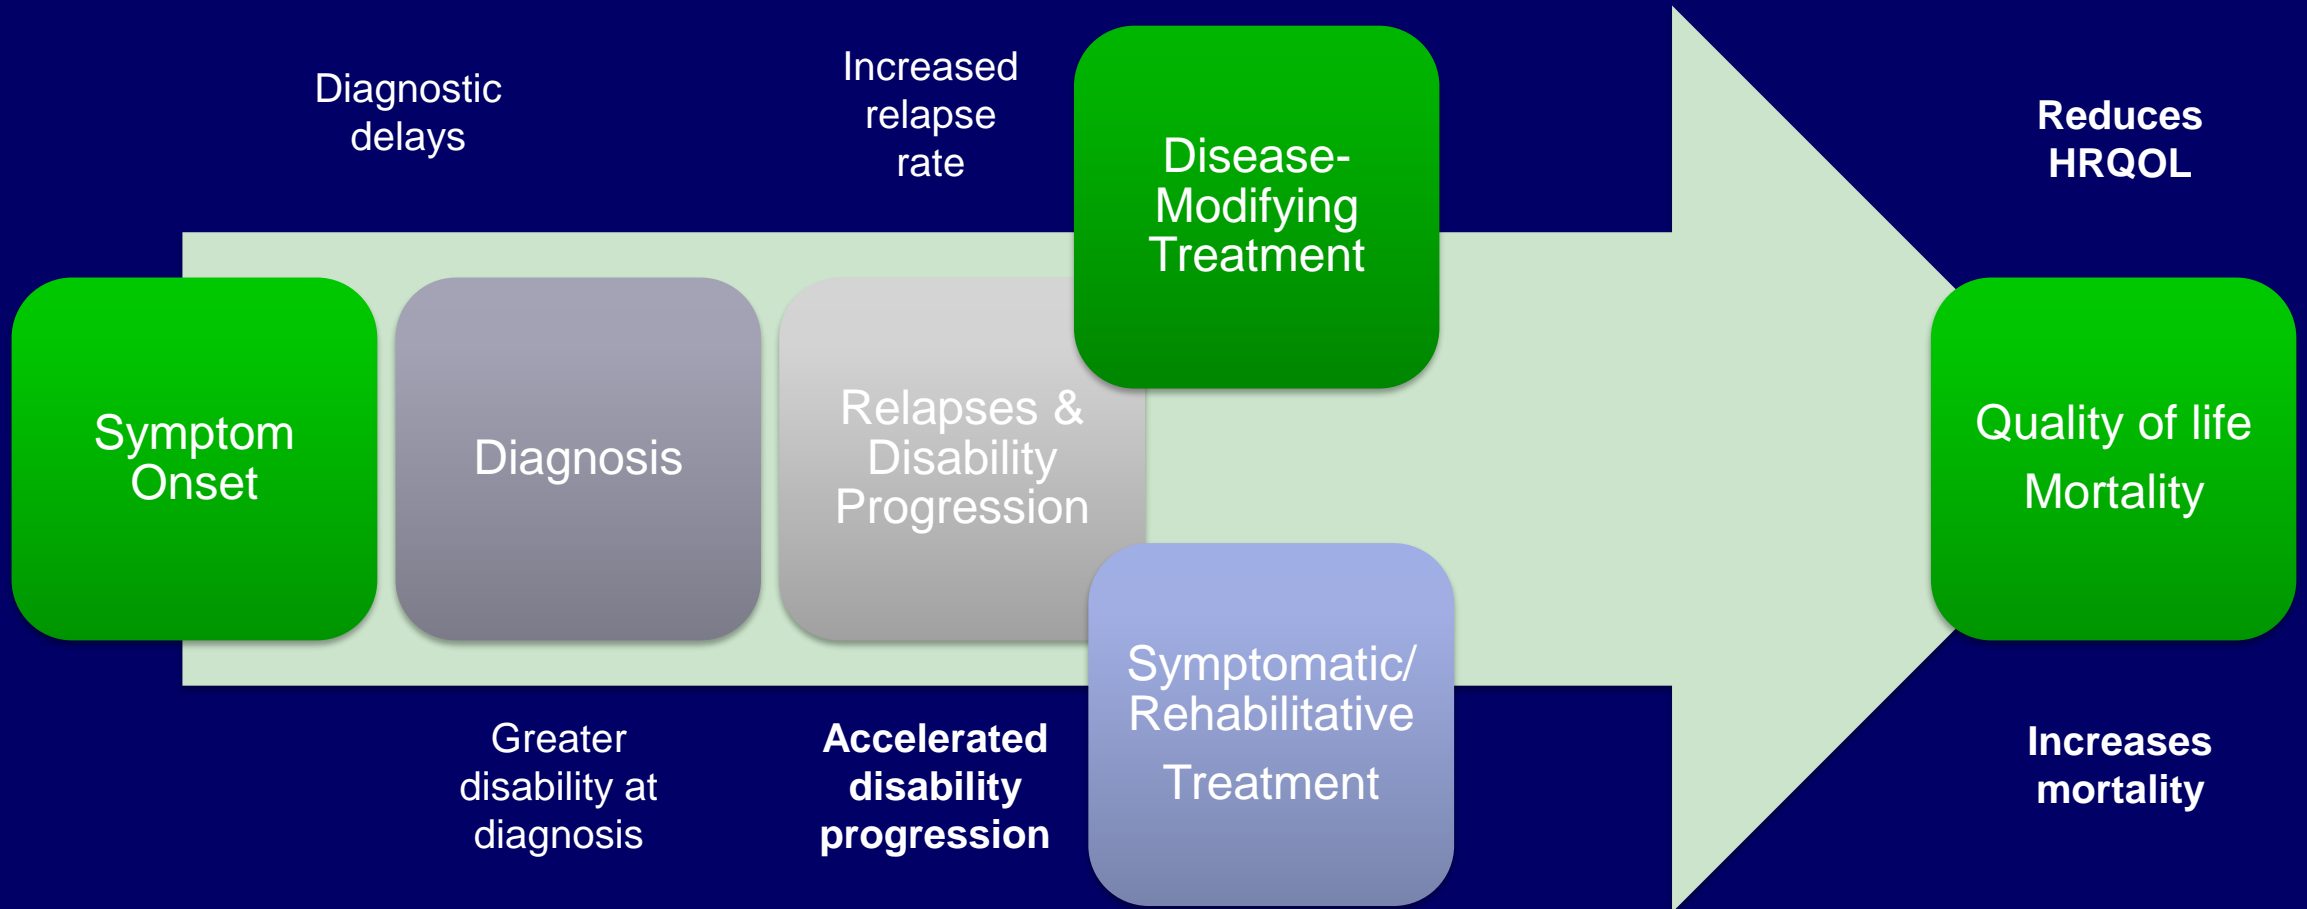 Diagnostic
delays
Increased
relapse
rate
Disease-
Modifying
Treatment
Reduces
HRQOL
Symptom
Onset
Diagnosis
Relapses &
Disability
Progression
Quality of life
Mortality
Symptomatic/
Rehabilitative
Treatment
Greater
disability at
diagnosis
Accelerated
disability
progression
Increases
mortality